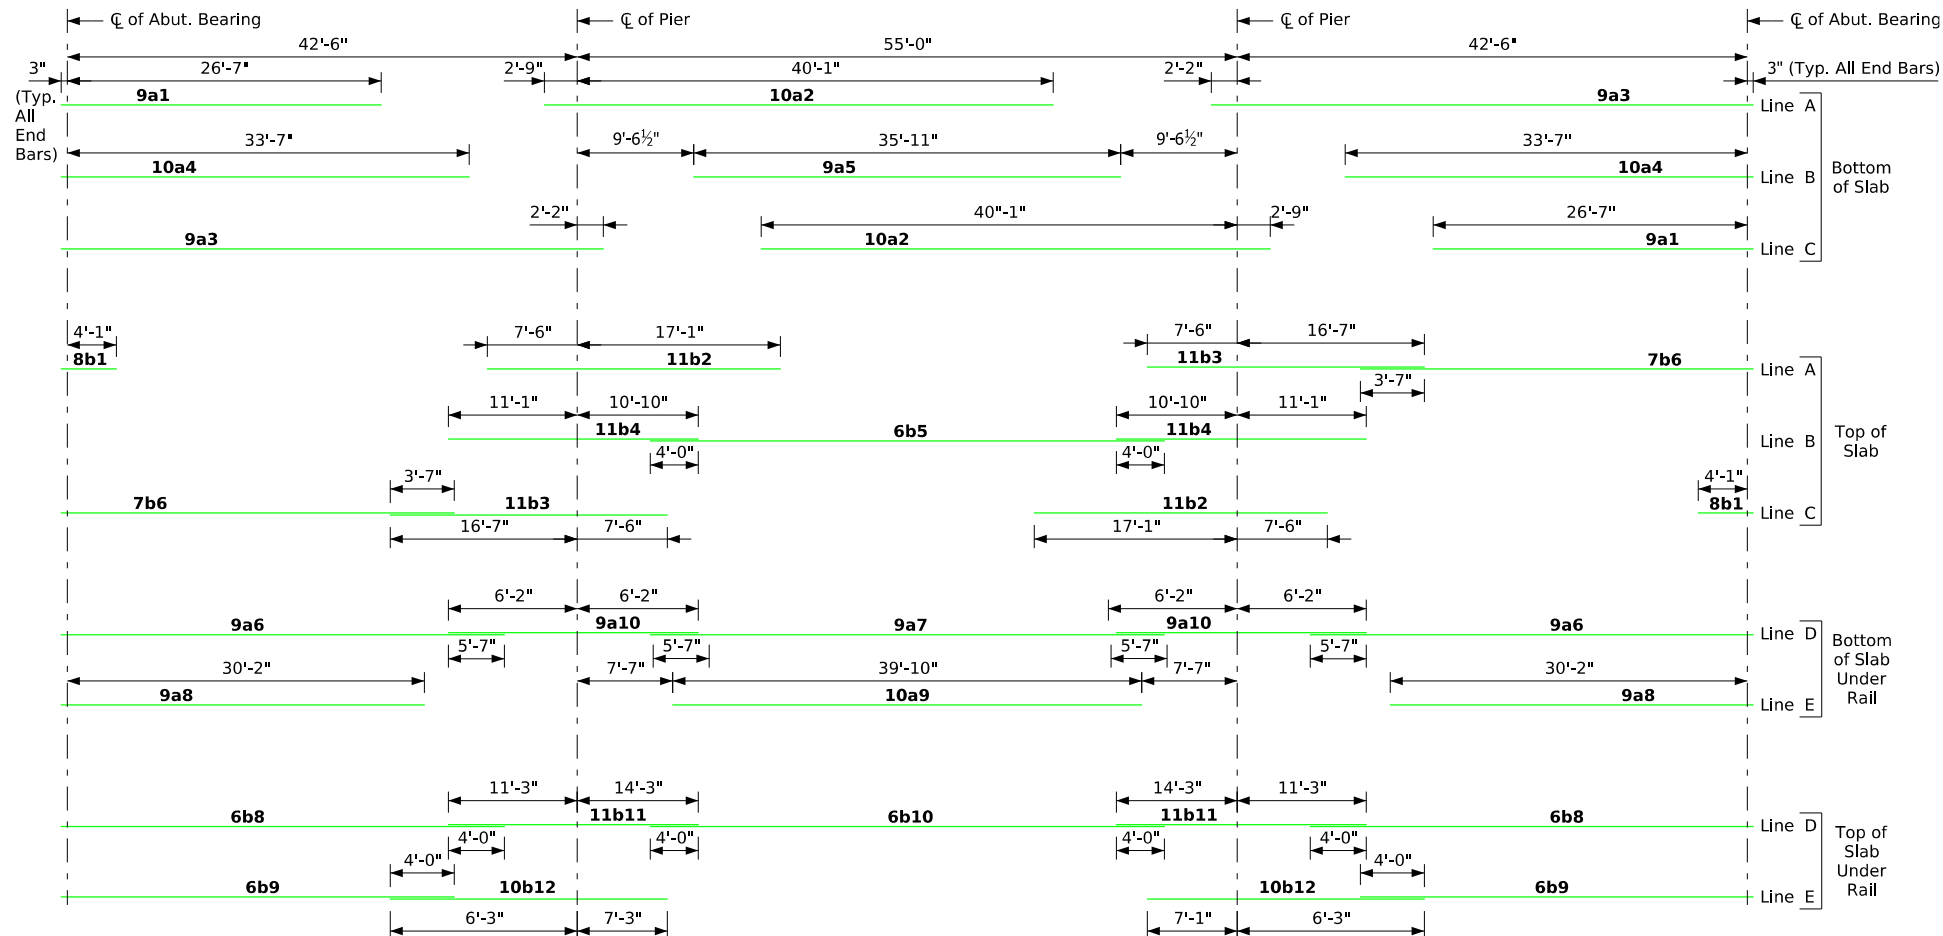 ℄ of Abut. Bearing
℄ of Pier
℄ of Pier
℄ of Abut. Bearing
42'-6"
55'-0"
42'-6"
3"
26'-7"
2'-9"
40'-1"
2'-2"
3" (Typ. All End Bars)
(Typ.
All
End
Bars)
9a1
10a2
9a3
Line A
33'-7"
9'-6½"
35'-11"
9'-6½"
33'-7"
10a4
9a5
10a4
Line B
Bottom
of Slab
2'-2"
40"-1"
2'-9"
26'-7"
9a3
10a2
9a1
Line C
4'-1"
7'-6"
17'-1"
7'-6"
16'-7"
8b1
11b2
11b3
7b6
Line A
3'-7"
11'-1"
10'-10"
10'-10"
11'-1"
11b4
6b5
11b4
Line B
Top of
Slab
4'-0"
4'-0"
3'-7"
4'-1"
7b6
11b3
11b2
8b1
Line C
16'-7"
7'-6"
17'-1"
7'-6"
6'-2"
6'-2"
6'-2"
6'-2"
9a6
9a10
9a7
9a10
9a6
Line D
5'-7"
5'-7"
5'-7"
5'-7"
Bottom
of Slab
Under
Rail
30'-2"
7'-7"
39'-10"
7'-7"
30'-2"
9a8
10a9
9a8
Line E
11'-3"
14'-3"
14'-3"
11'-3"
6b8
11b11
6b10
11b11
6b8
Line D
4'-0"
4'-0"
4'-0"
4'-0"
Top of
Slab
Under
Rail
4'-0"
4'-0"
6b9
10b12
10b12
6b9
Line E
6'-3"
7'-3"
7'-1"
6'-3"